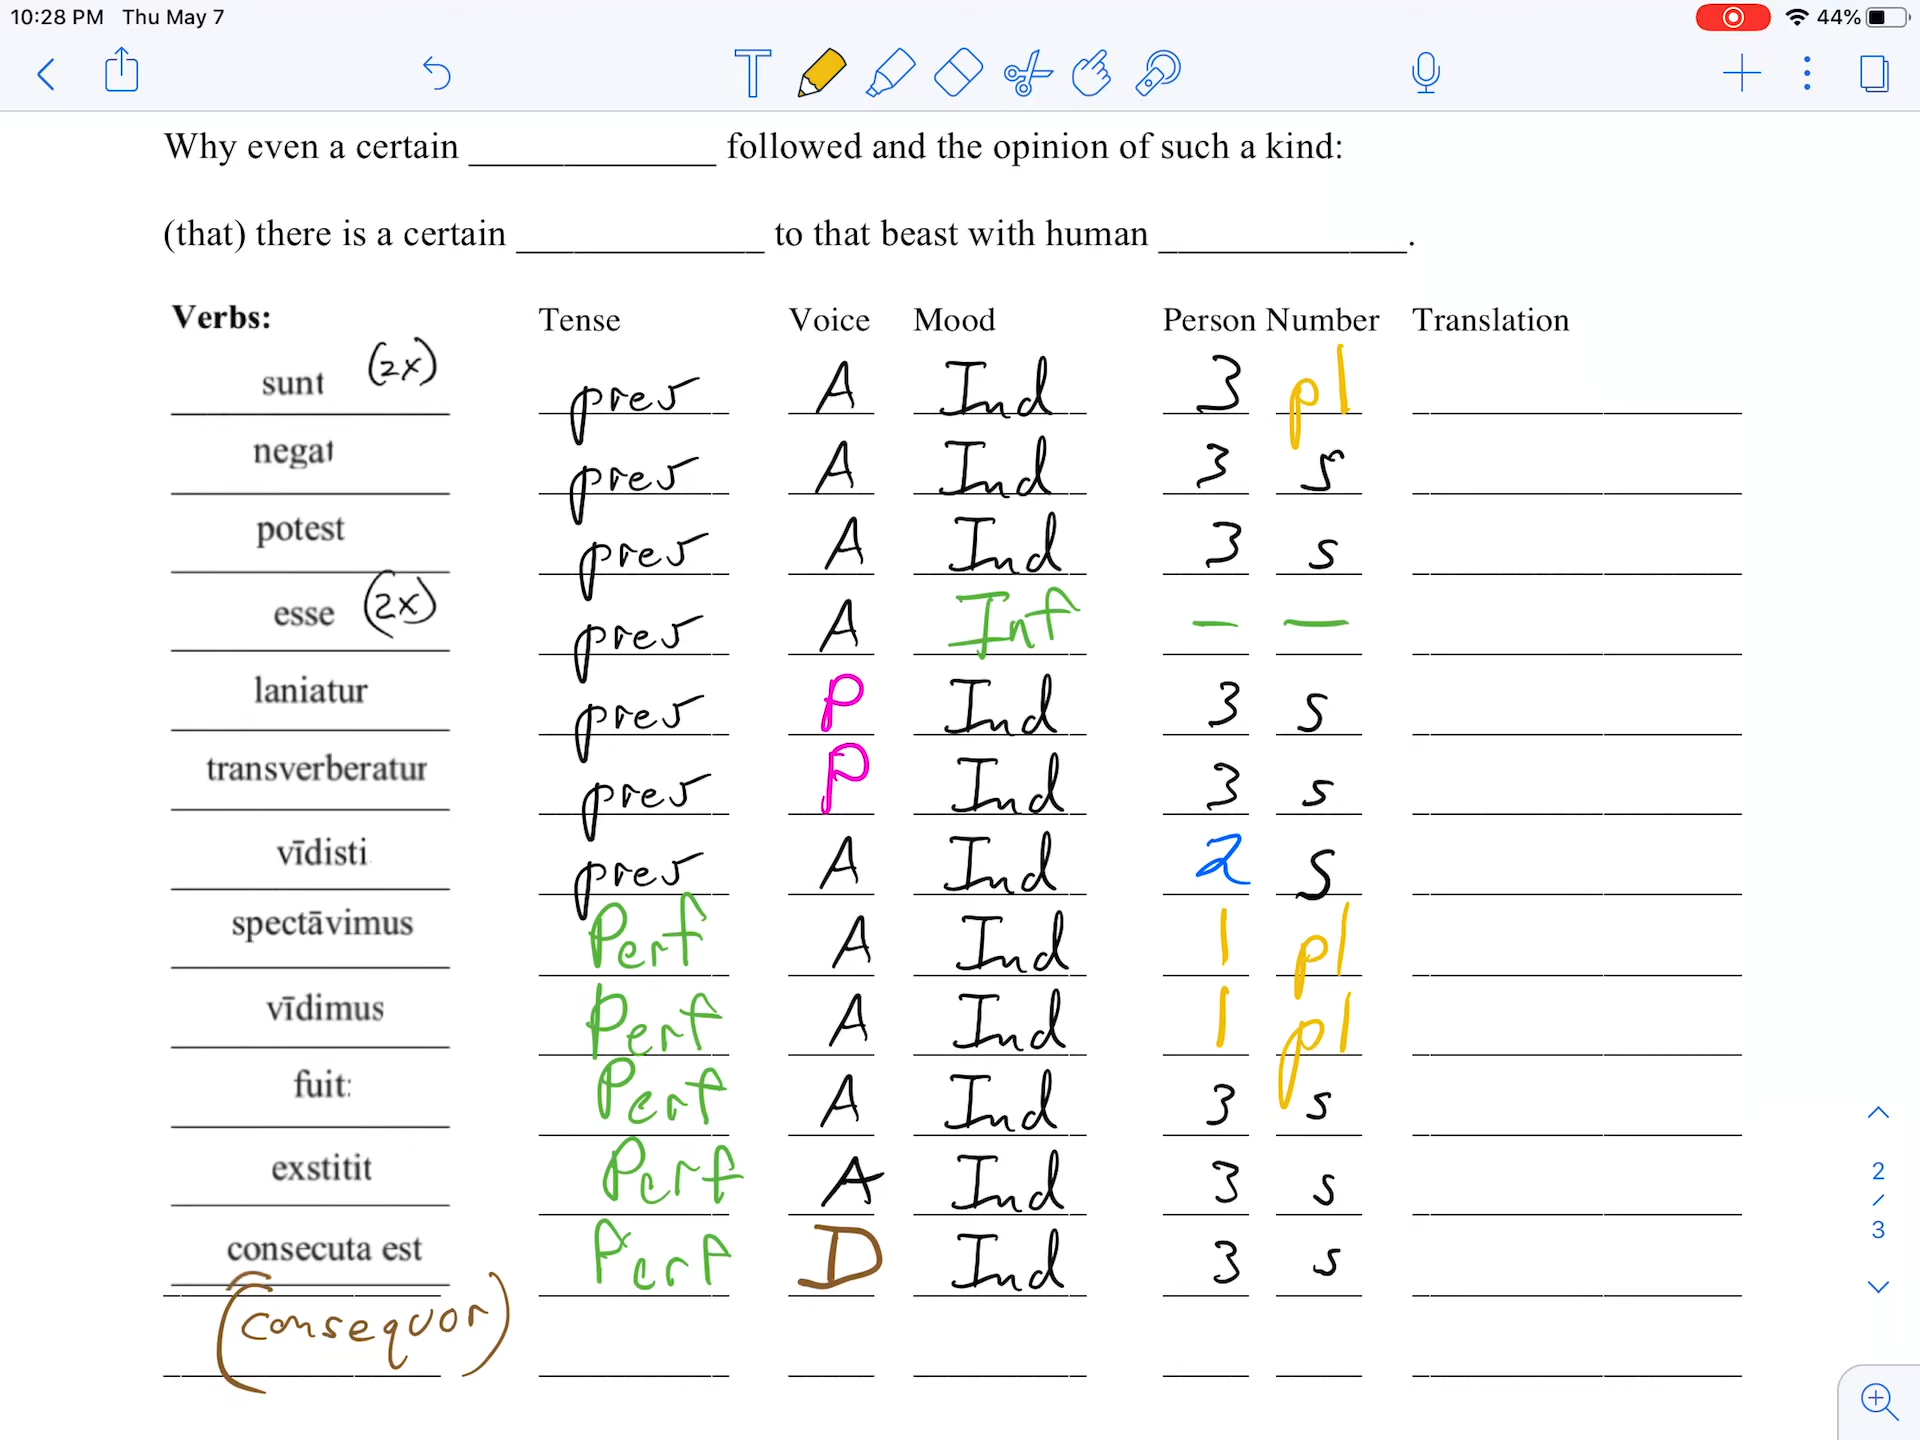 10:28 PM Thu May 7 44%
T
Why even a certain _____________ followed and the opinion of such a kind:
(that) there is a certain _____________ to that beast with human _____________.
Verbs: Tense Voice Mood Person Number Translation
sunt (2x) pres A Ind 3 pl
negat pres A Ind 3 s
potest pres A Ind 3 s
esse (2x) pres A Inf — —
laniatur pres P Ind 3 s
transverberatur pres P Ind 3 s
vīdisti pres A Ind 2 s
spectāvimus Perf A Ind 1 pl
vīdimus Perf A Ind 1 pl
fuit: Perf A Ind 3 s
exstitit Perf A Ind 3 s
consecuta est Perf D Ind 3 s
(consequor)
2
/
3